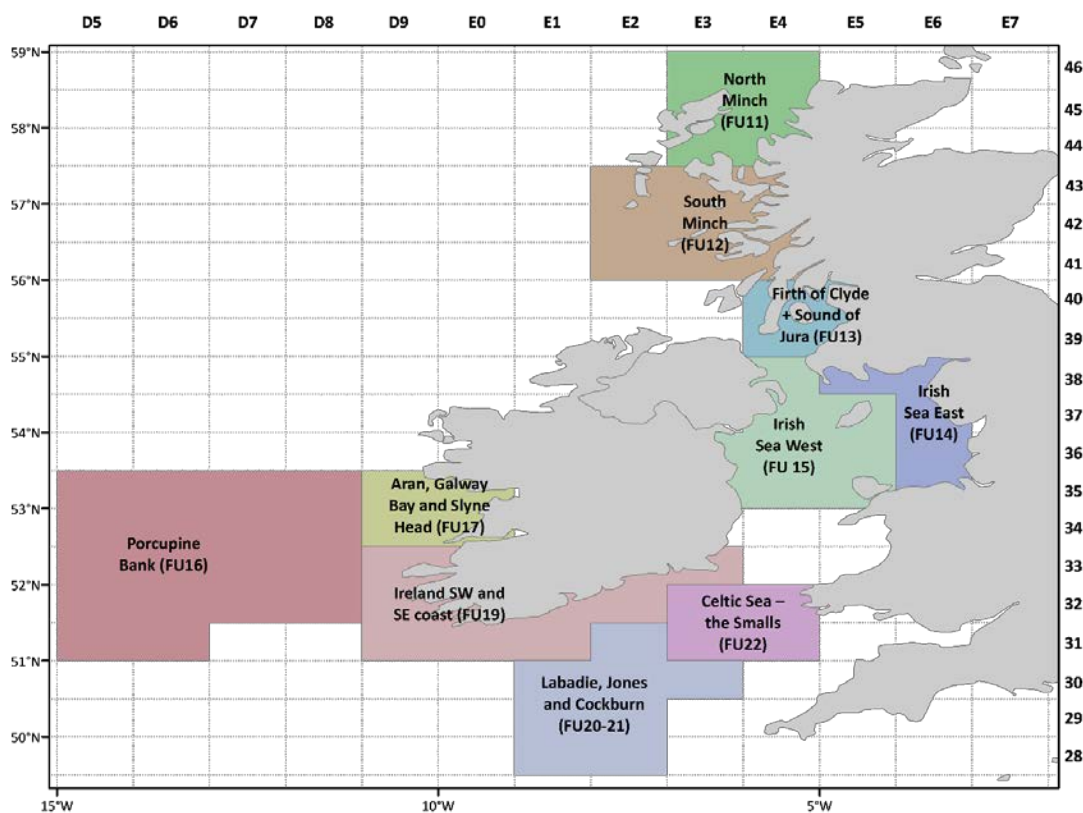 D5 D6 D7 D8 D9 E0 E1 E2 E3 E4 E5 E6 E7
59°N
58°N
57°N
56°N
55°N
54°N
53°N
52°N
51°N
50°N
46
45
44
43
42
41
40
39
38
37
36
35
33
32
31
30
29
28
North
Minch
(FU11)
South
Minch
(FU12)
Firth of Clyde
+ Sound of
Jura (FU13)
Irish
Sea East
(FU14)
Irish
Sea West
(FU 15)
Aran, Galway
Bay and Slyne
Head (FU17)
Porcupine
Bank (FU16)
Ireland SW and
SE coast (FU19)
Celtic Sea –
the Smalls
(FU22)
Labadie, Jones
and Cockburn
(FU20-21)
15°W 10°W 5°W